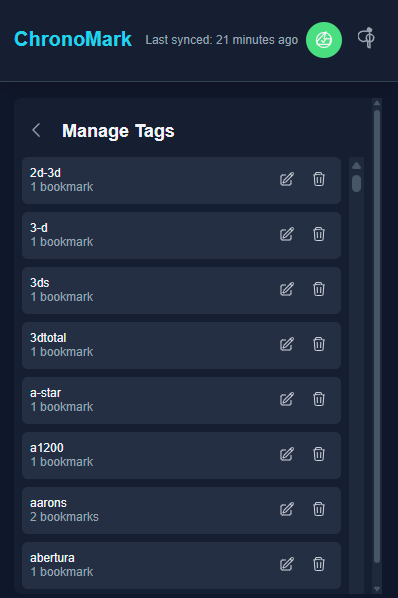 ChronoMark
Last synced: 21 minutes ago
Manage Tags
2d-3d
1 bookmark
3-d
1 bookmark
3ds
1 bookmark
3dtotal
1 bookmark
a-star
1 bookmark
a1200
1 bookmark
aarons
2 bookmarks
abertura
1 bookmark